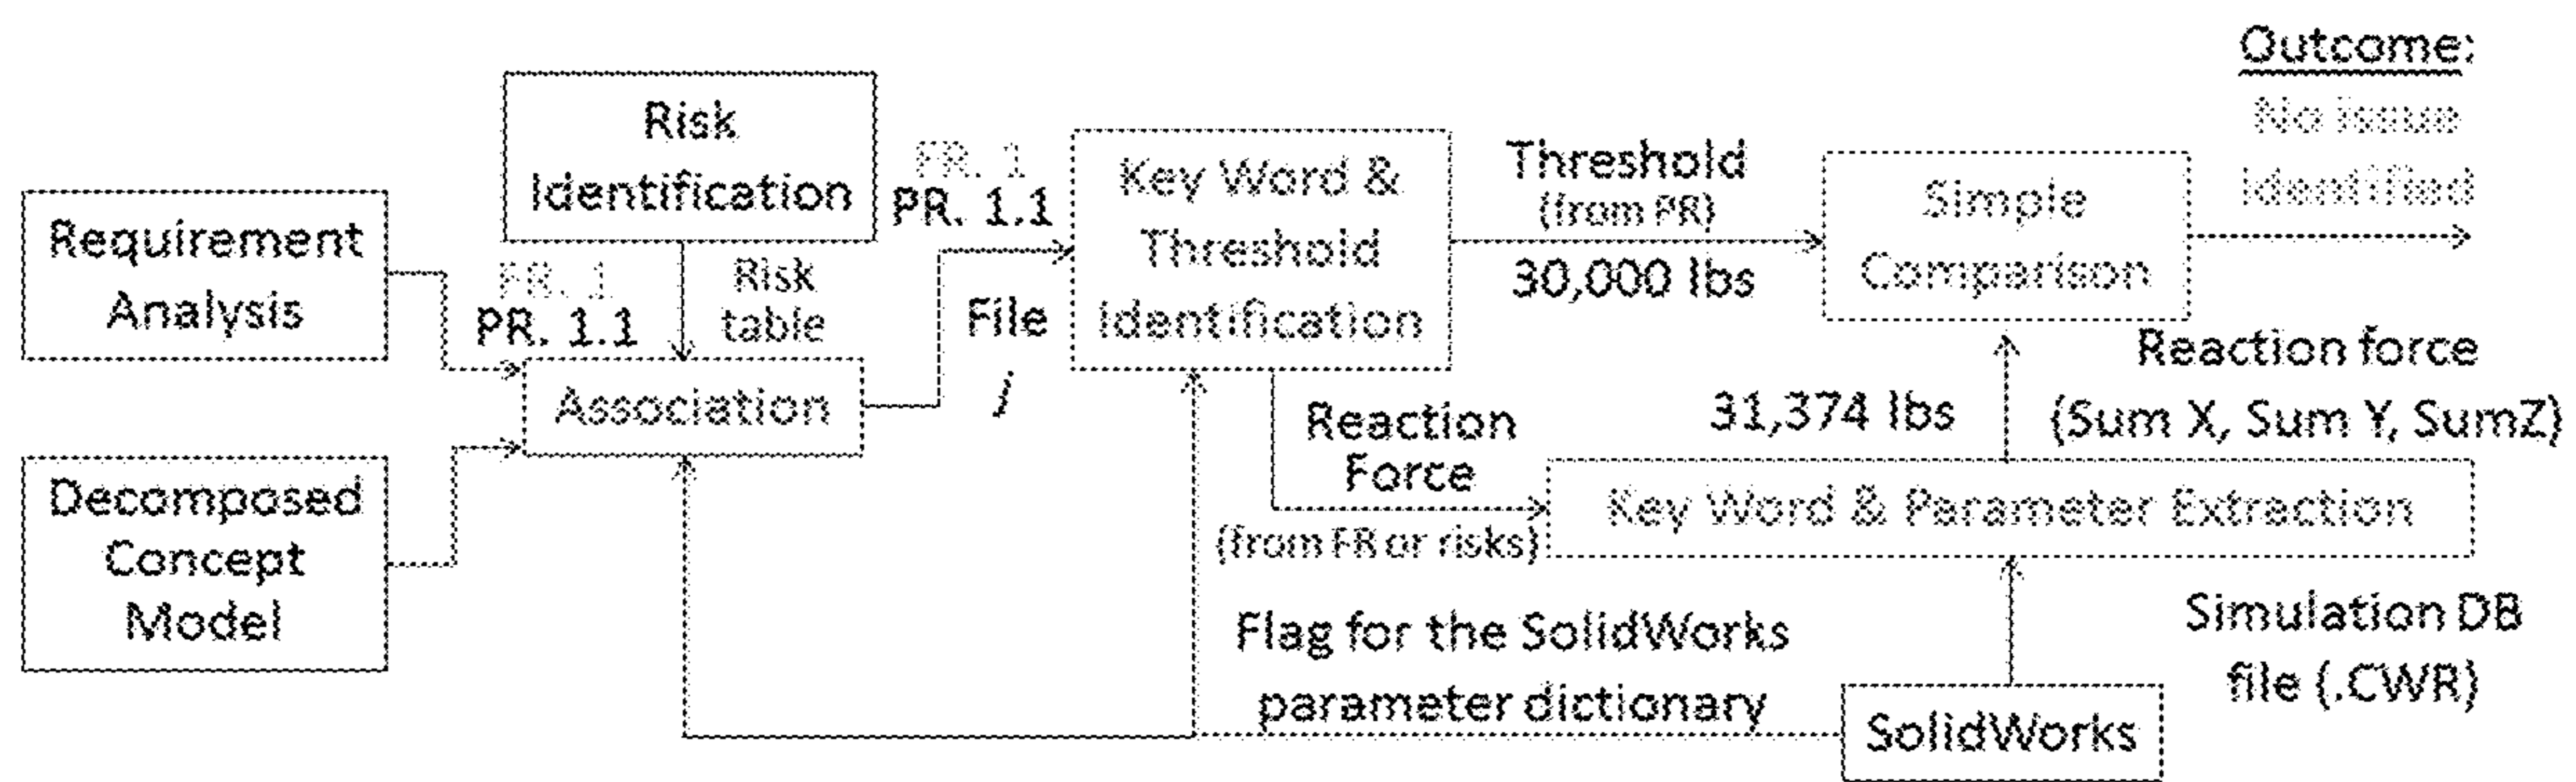 Outcome:
No issue
Identified
Risk
Identification
FR. 1
PR. 1.1
Key Word &
Threshold
Identification
Threshold
(from PR)
30,000 lbs
Simple
Comparison
Requirement
Analysis
FR. 1
PR. 1.1
Risk
table
File
/
Association
Reaction
Force
(from FR or risks)
31,374 lbs
Reaction force
(Sum X, Sum Y, SumZ)
Key Word & Parameter Extraction
Decomposed
Concept
Model
Flag for the SolidWorks
parameter dictionary
SolidWorks
Simulation DB
file (.CWR)